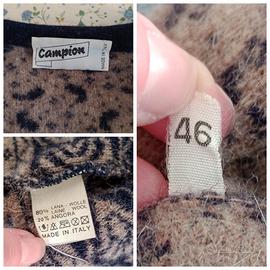 Campion
MADE IN ITALY
46
80% LANA - WOLLE
LAINE - WOOL
20% ANGORA
MADE IN ITALY